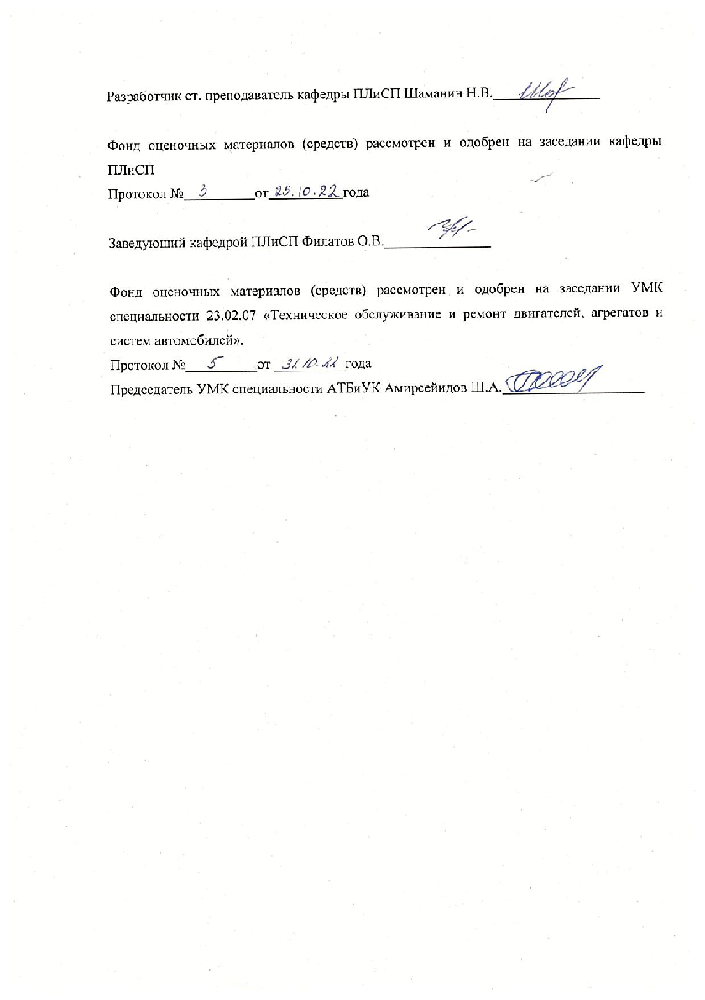 Разработчик ст. преподаватель кафедры ПЛиСП Шаманин Н.В.
Фонд оценочных материалов (средств) рассмотрен и одобрен на заседании кафедры
ПЛиСП
Протокол № 3 от 25.10.22 года
Заведующий кафедрой ПЛиСП Филатов О.В.
Фонд оценочных материалов (средств) рассмотрен и одобрен на заседании УМК
специальности 23.02.07 «Техническое обслуживание и ремонт двигателей, агрегатов и
систем автомобилей».
Протокол № 5 от 31.10.22 года
Председатель УМК специальности АТБиУК Амирсейидов Ш.А.